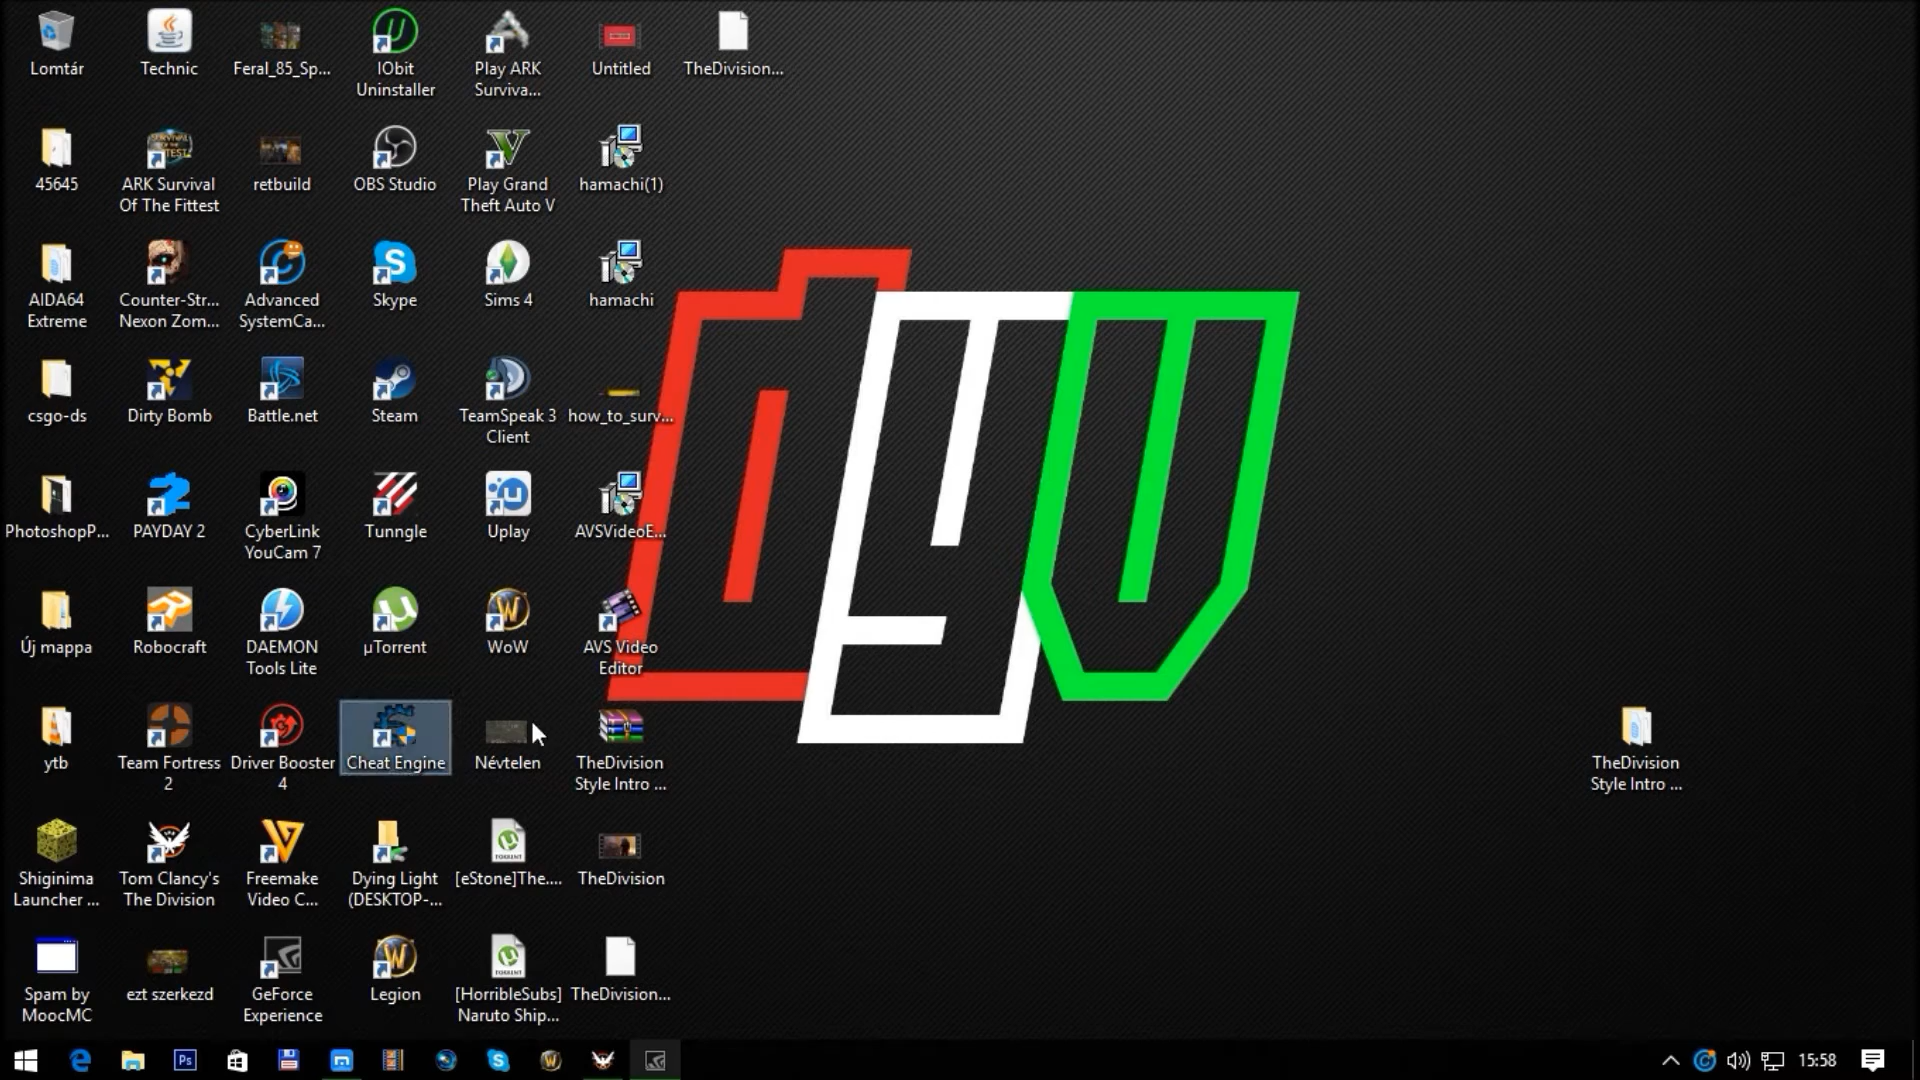 Lomtár
Technic
Feral_85_Sp...
IObit
Uninstaller
Play ARK
Surviva...
Untitled
TheDivision...
45645
ARK Survival
Of The Fittest
retbuild
OBS Studio
Play Grand
Theft Auto V
hamachi(1)
AIDA64
Extreme
Counter-Str...
Nexon Zom...
Advanced
SystemCa...
Skype
Sims 4
hamachi
csgo-ds
Dirty Bomb
Battle.net
Steam
TeamSpeak 3
Client
how_to_surv...
PhotoshopP...
PAYDAY 2
CyberLink
YouCam 7
Tunngle
Uplay
AVSVideoE...
Új mappa
Robocraft
DAEMON
Tools Lite
µTorrent
WoW
AVS Video
Editor
ytb
Team Fortress
2
Driver Booster
4
Cheat Engine
Névtelen
TheDivision
Style Intro ...
TheDivision
Style Intro ...
Shiginima
Launcher ...
Tom Clancy's
The Division
Freemake
Video C...
Dying Light
(DESKTOP-...
[eStone]The....
TheDivision
Spam by
MoocMC
ezt szerkezd
GeForce
Experience
Legion
[HorribleSubs]
Naruto Ship...
TheDivision...
15:58